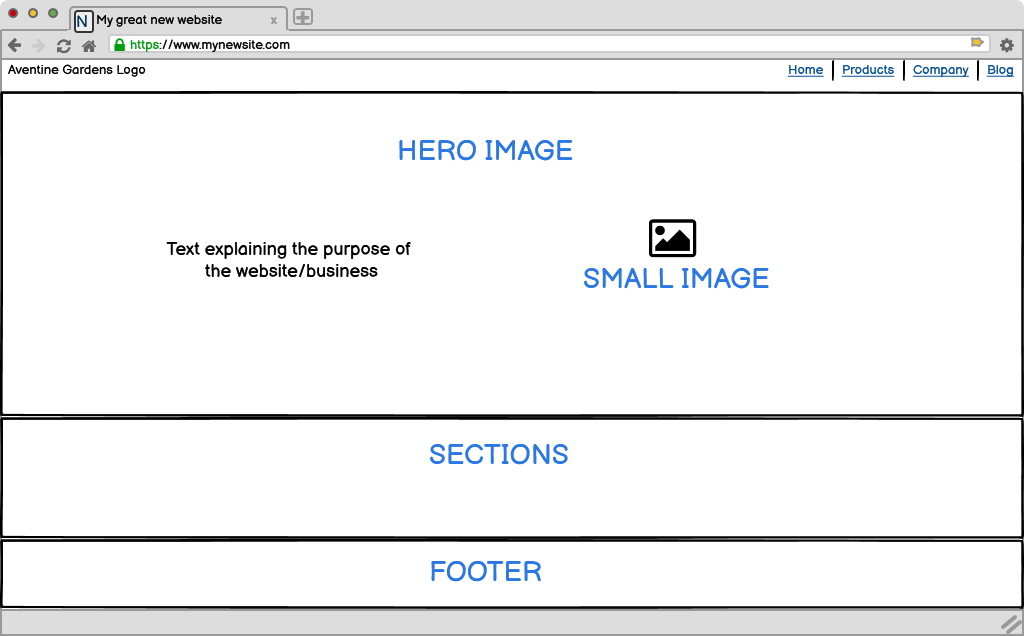 N My great new website x
https://www.mynewsite.com
Aventine Gardens Logo Home Products Company Blog
HERO IMAGE
Text explaining the purpose of
the website/business
SMALL IMAGE
SECTIONS
FOOTER